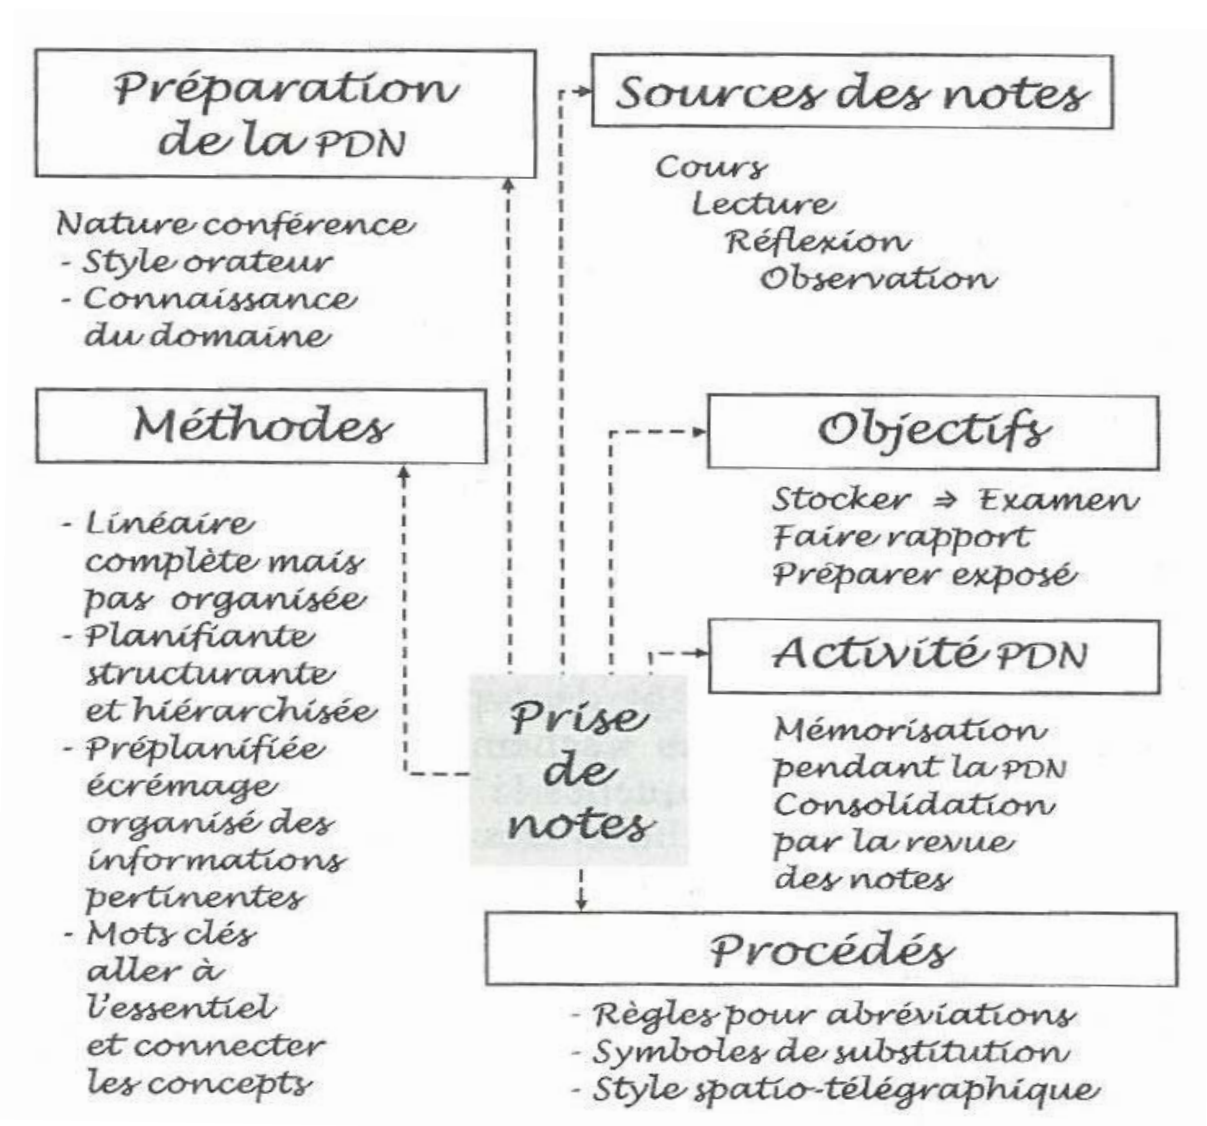 Préparation
de la PDN
Nature conférence
- Style orateur
- Connaissance
du domaine
Sources des notes
Cours
Lecture
Réflexion
Observation
Méthodes
- Linéaire
complète mais
pas organisée
- Planifiante
structurante
et hiérarchisée
- Préplanifiée
écrémage
organisé des
informations
pertinentes
- Mots clés
aller à
l'essentiel
et connecter
les concepts
Objectifs
Stocker ⇒ Examen
Faire rapport
Préparer exposé
Activité PDN
Mémorisation
pendant la PDN
Consolidation
par la revue
des notes
Prise
de
notes
Procédés
- Règles pour abréviations
- Symboles de substitution
- Style spatio-télégraphique